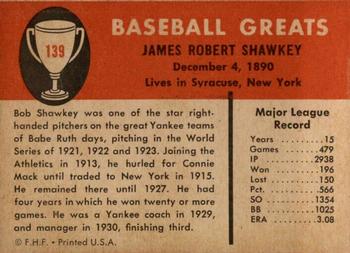 139
BASEBALL GREATS
JAMES ROBERT SHAWKEY
December 4, 1890
Lives in Syracuse, New York
Bob Shawkey was one of the star right-
handed pitchers on the great Yankee teams
of Babe Ruth days, pitching in the World
Series of 1921, 1922 and 1923. Joining the
Athletics in 1913, he hurled for Connie
Mack until traded to New York in 1915.
He remained there until 1927. He had
four years in which he won twenty or more
games. He was a Yankee coach in 1929,
and manager in 1930, finishing third.
© F.H.F. • Printed U.S.A.
Major League
Record
Years .15
Games 479
IP 2938
Won 196
Lost 150
Pct. .566
SO 1354
BB 1025
ERA 3.08